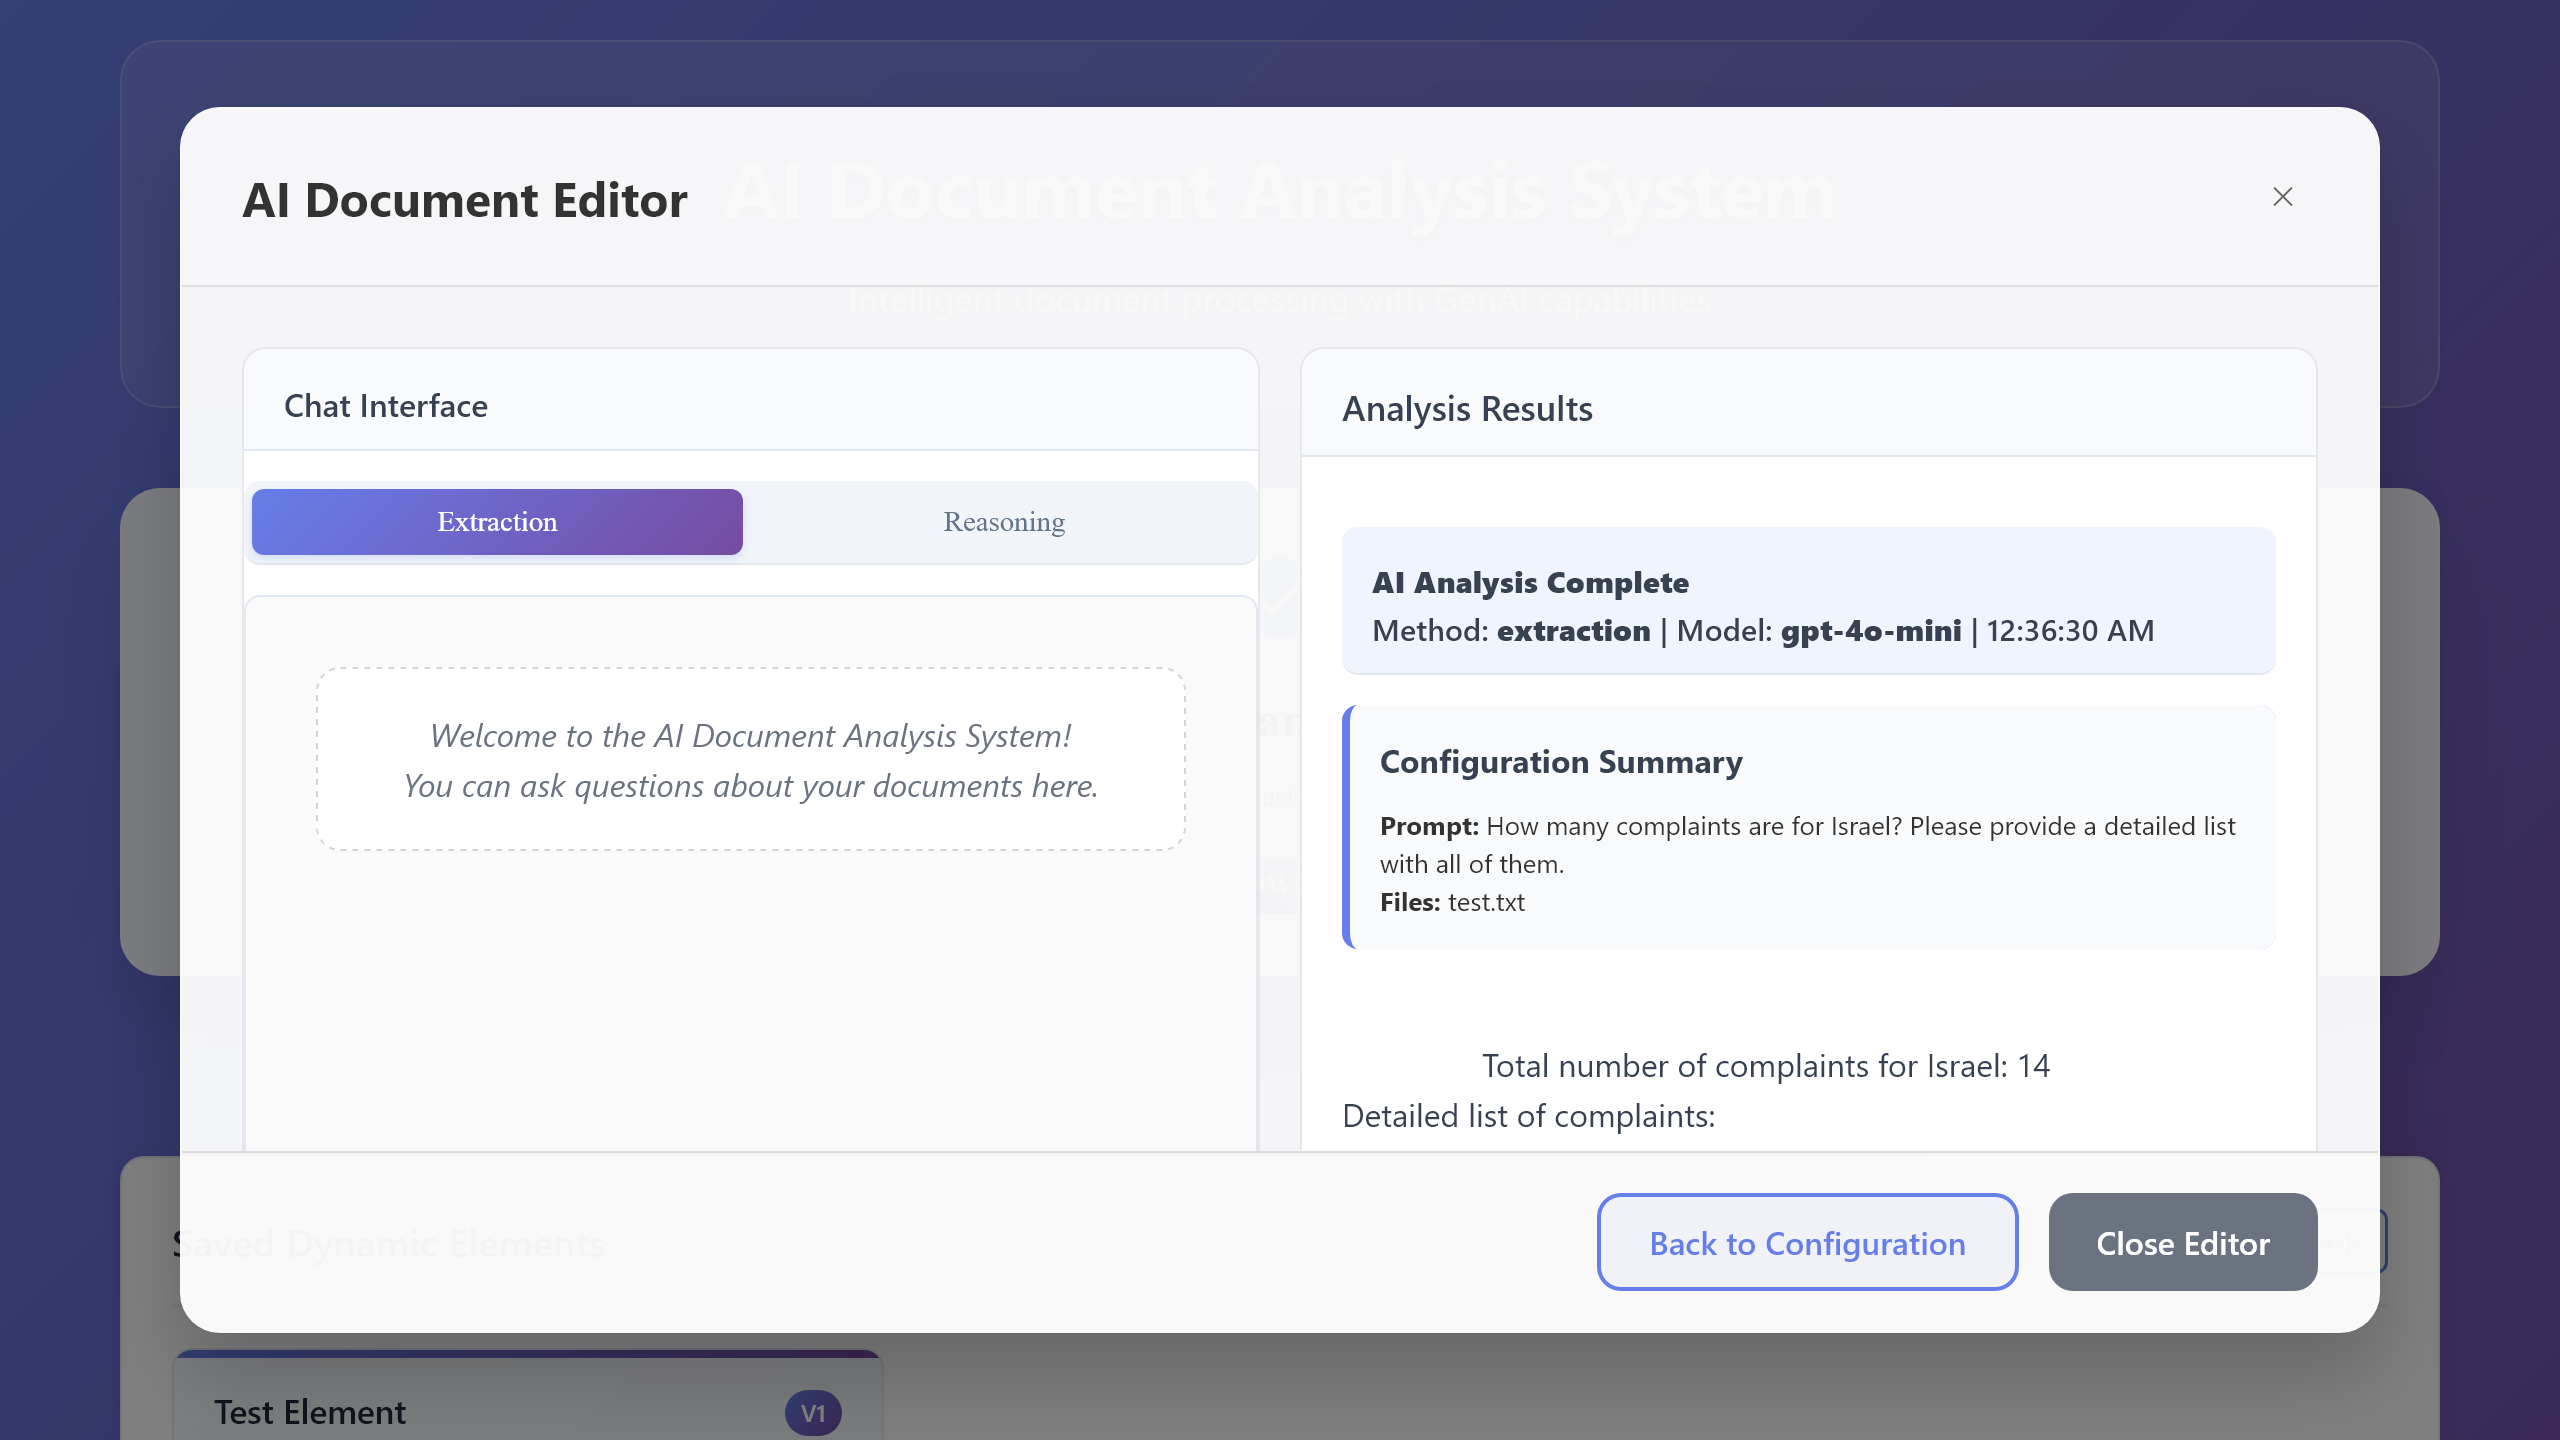 AI Document Editor
AI Document Analysis System
Intelligent document processing with GenAI capabilities
Chat Interface
Extraction
Reasoning
Welcome to the AI Document Analysis System!
You can ask questions about your documents here.
Analysis Results
AI Analysis Complete
Method: extraction | Model: gpt-4o-mini | 12:36:30 AM
Configuration Summary
Prompt: How many complaints are for Israel? Please provide a detailed list
with all of them.
Files: test.txt
Total number of complaints for Israel: 14
Detailed list of complaints:
Saved Dynamic Elements
Back to Configuration
Close Editor
Test Element
V1